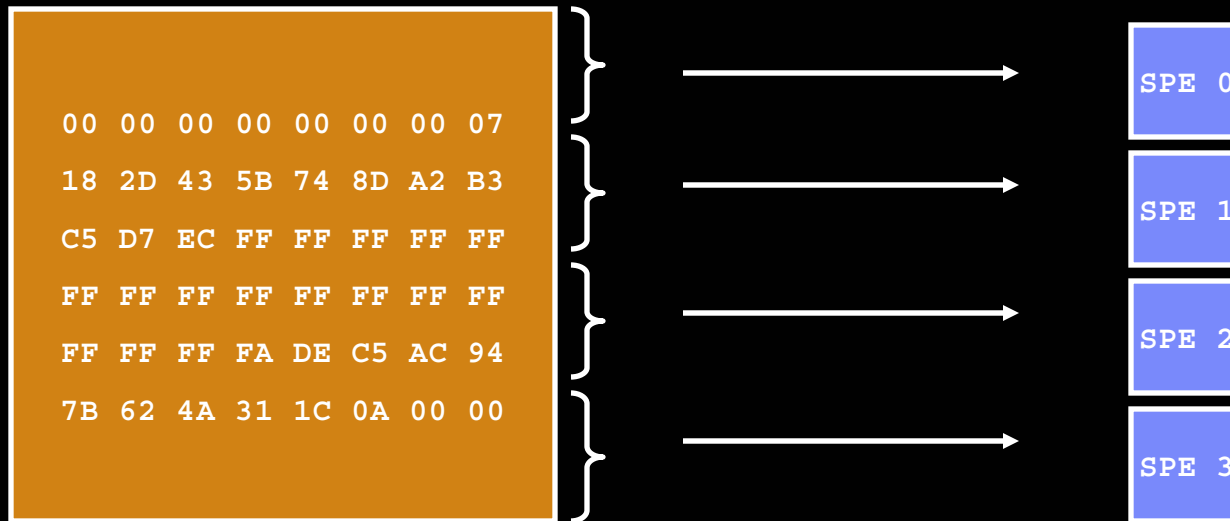 00 00 00 00 00 00 00 07
18 2D 43 5B 74 8D A2 B3
C5 D7 EC FF FF FF FF FF
FF FF FF FF FF FF FF FF
FF FF FF FA DE C5 AC 94
7B 62 4A 31 1C 0A 00 00
SPE 0
SPE 1
SPE 2
SPE 3